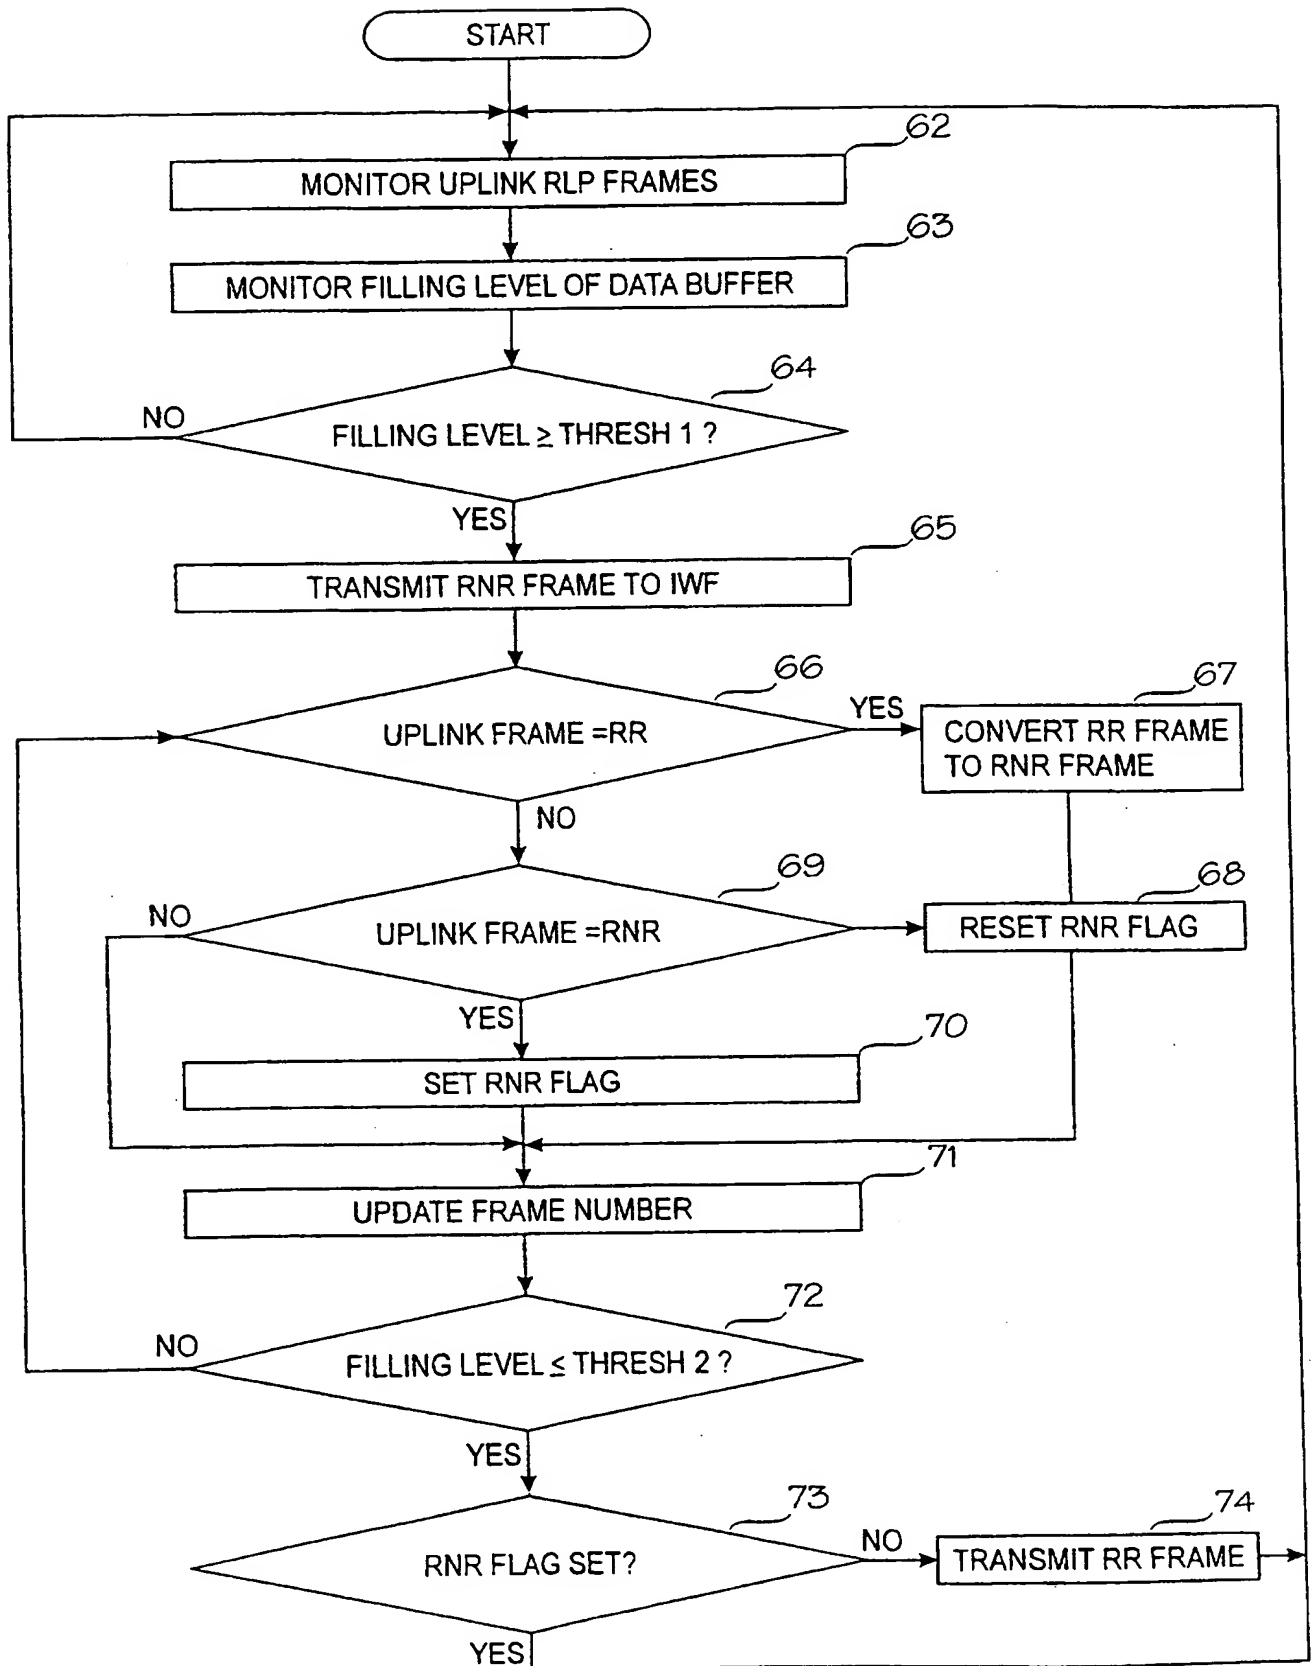 START
62
MONITOR UPLINK RLP FRAMES
63
MONITOR FILLING LEVEL OF DATA BUFFER
64
NO
FILLING LEVEL ≥ THRESH 1 ?
YES
65
TRANSMIT RNR FRAME TO IWF
66
67
YES
UPLINK FRAME =RR
CONVERT RR FRAME
TO RNR FRAME
NO
69
68
NO
UPLINK FRAME =RNR
RESET RNR FLAG
YES
70
SET RNR FLAG
71
UPDATE FRAME NUMBER
72
NO
FILLING LEVEL ≤ THRESH 2 ?
YES
73
74
NO
RNR FLAG SET?
TRANSMIT RR FRAME
YES